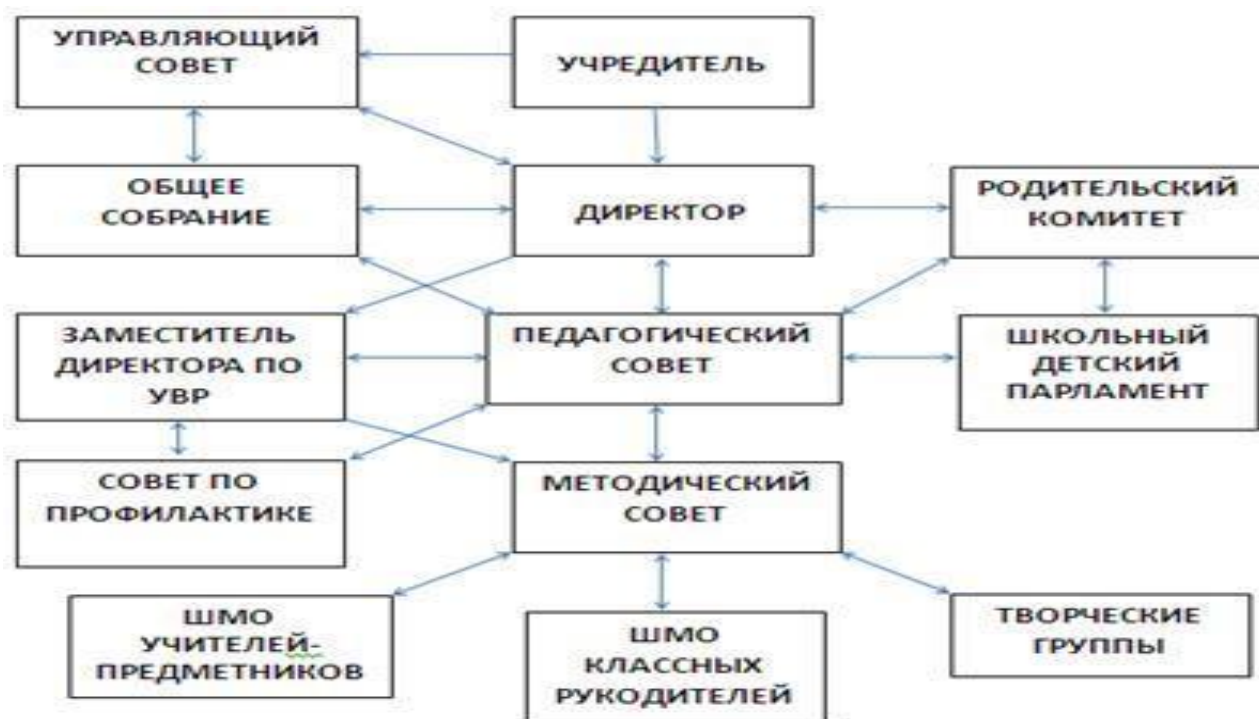 УПРАВЛЯЮЩИЙ
СОВЕТ
УЧРЕДИТЕЛЬ
ОБЩЕЕ
СОБРАНИЕ
ДИРЕКТОР
РОДИТЕЛЬСКИЙ
КОМИТЕТ
ЗАМЕСТИТЕЛЬ
ДИРЕКТОРА ПО
УВР
ПЕДАГОГИЧЕСКИЙ
СОВЕТ
ШКОЛЬНЫЙ
ДЕТСКИЙ
ПАРЛАМЕНТ
СОВЕТ ПО
ПРОФИЛАКТИКЕ
МЕТОДИЧЕСКИЙ
СОВЕТ
ШМО
УЧИТЕЛЕЙ-
ПРЕДМЕТНИКОВ
ШМО
КЛАССНЫХ
РУКОДИТЕЛЕЙ
ТВОРЧЕСКИЕ
ГРУППЫ